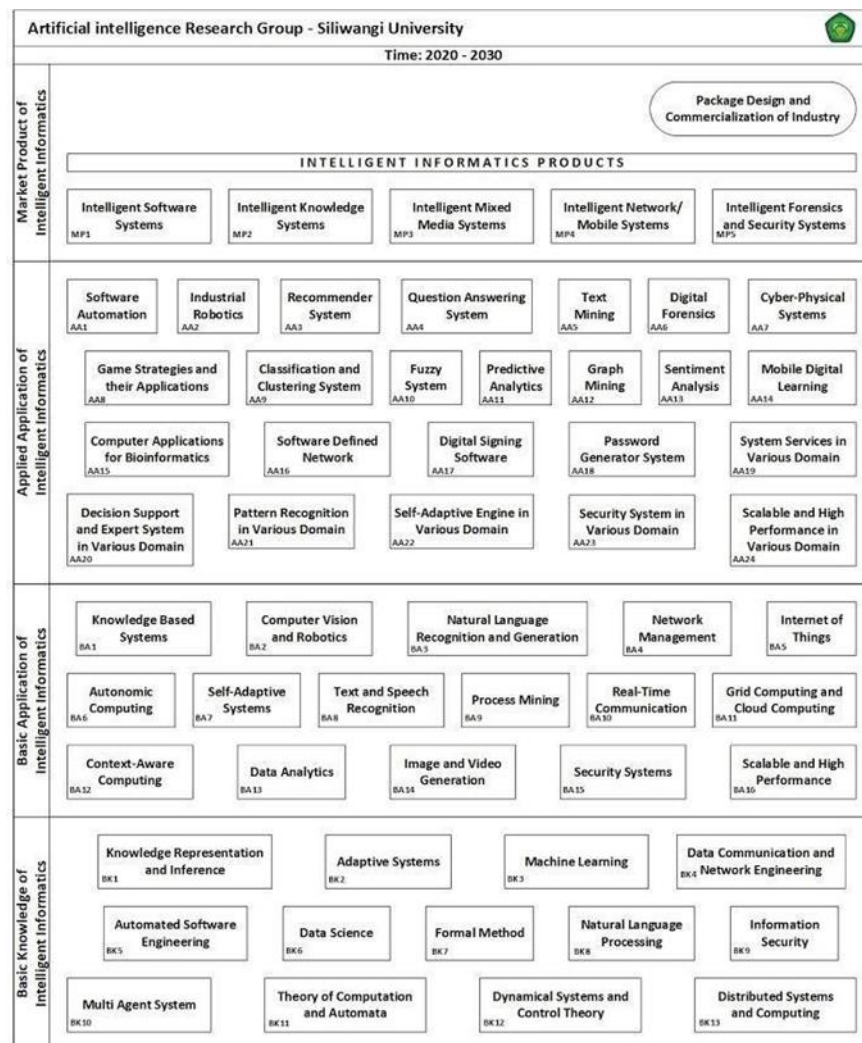 Artificial intelligence Research Group - Siliwangi University
Time: 2020 - 2030
Market Product of
Intelligent Informatics
Package Design and
Commercialization of Industry
INTELLIGENT INFORMATICS PRODUCTS
Intelligent Software
Systems
MP1
Intelligent Knowledge
Systems
MP2
Intelligent Mixed
Media Systems
MP3
Intelligent Network/
Mobile Systems
MP4
Intelligent Forensics
and Security Systems
MP5
Applied Application of
Intelligent Informatics
Software
Automation
AA1
Industrial
Robotics
AA2
Recommender
System
AA3
Question Answering
System
AA4
Text
Mining
AA5
Digital
Forensics
AA6
Cyber-Physical
Systems
AA7
Game Strategies and
their Applications
AA8
Classification and
Clustering System
AA9
Fuzzy
System
AA10
Predictive
Analytics
AA11
Graph
Mining
AA12
Sentiment
Analysis
AA13
Mobile Digital
Learning
AA14
Computer Applications
for Bioinformatics
AA15
Software Defined
Network
AA16
Digital Signing
Software
AA17
Password
Generator System
AA18
System Services in
Various Domain
AA19
Decision Support
and Expert System
in Various Domain
AA20
Pattern Recognition
in Various Domain
AA21
Self-Adaptive Engine in
Various Domain
AA22
Security System in
Various Domain
AA23
Scalable and High
Performance in
Various Domain
AA24
Basic Application of
Intelligent Informatics
Knowledge Based
Systems
BA1
Computer Vision
and Robotics
BA2
Natural Language
Recognition and Generation
BA3
Network
Management
BA4
Internet of
Things
BA5
Autonomic
Computing
BA6
Self-Adaptive
Systems
BA7
Text and Speech
Recognition
BA8
Process Mining
BA9
Real-Time
Communication
BA10
Grid Computing and
Cloud Computing
BA11
Context-Aware
Computing
BA12
Data Analytics
BA13
Image and Video
Generation
BA14
Security Systems
BA15
Scalable and High
Performance
BA16
Basic Knowledge of
Intelligent Informatics
Knowledge Representation
and Inference
BK1
Adaptive Systems
BK2
Machine Learning
BK3
Data Communication and
Network Engineering
BK4
Automated Software
Engineering
BK5
Data Science
BK6
Formal Method
BK7
Natural Language
Processing
BK8
Information
Security
BK9
Multi Agent System
BK10
Theory of Computation
and Automata
BK11
Dynamical Systems and
Control Theory
BK12
Distributed Systems
and Computing
BK13